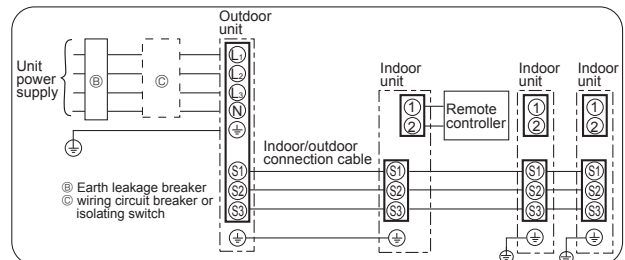 Outdoor
unit
Unit
power
supply
Ⓑ
Ⓒ
L1
L2
L3
N
Indoor
unit
1
2
Remote
controller
Indoor
unit
1
2
Indoor
unit
1
2
Indoor/outdoor
connection cable
S1
S2
S3
S1
S2
S3
S1
S2
S3
S1
S2
S3
Ⓑ Earth leakage breaker
Ⓒ wiring circuit breaker or
isolating switch